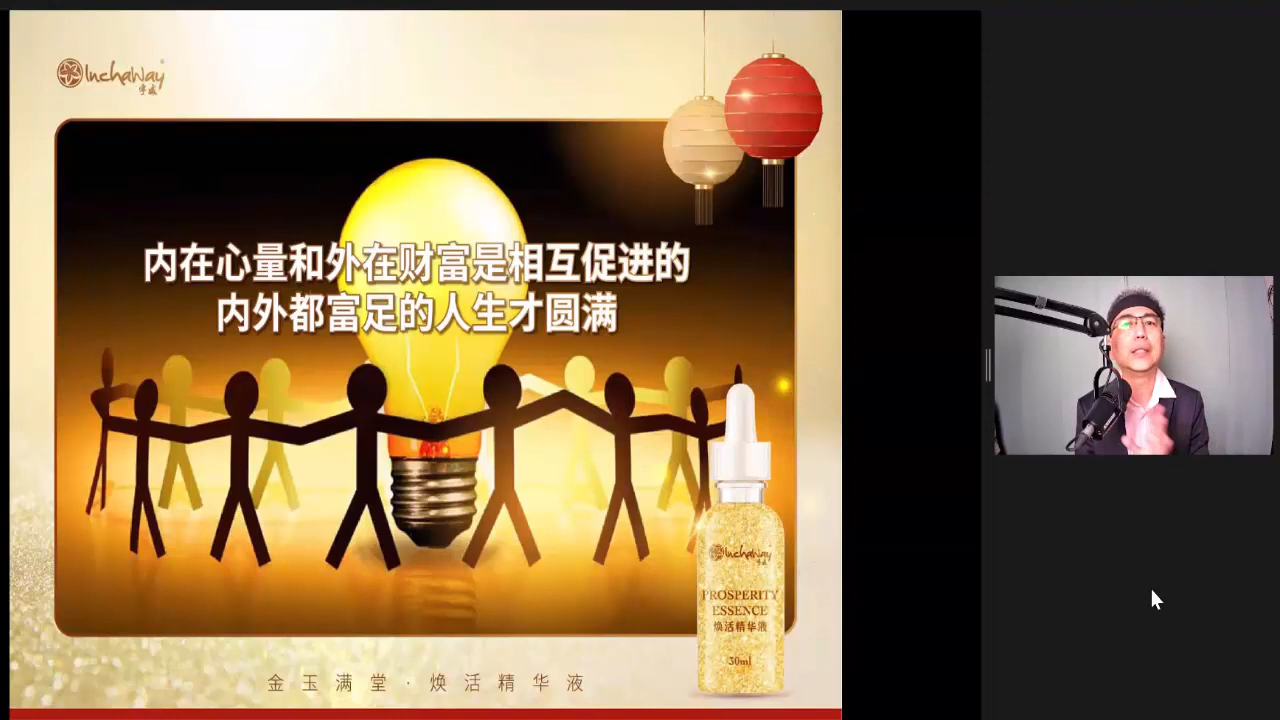 InchaWay
宇成
内在心量和外在财富是相互促进的
内外都富足的人生才圆满
InchaWay
PROSPERITY
ESSENCE
焕活精华液
30ml
金玉满堂·焕活精华液